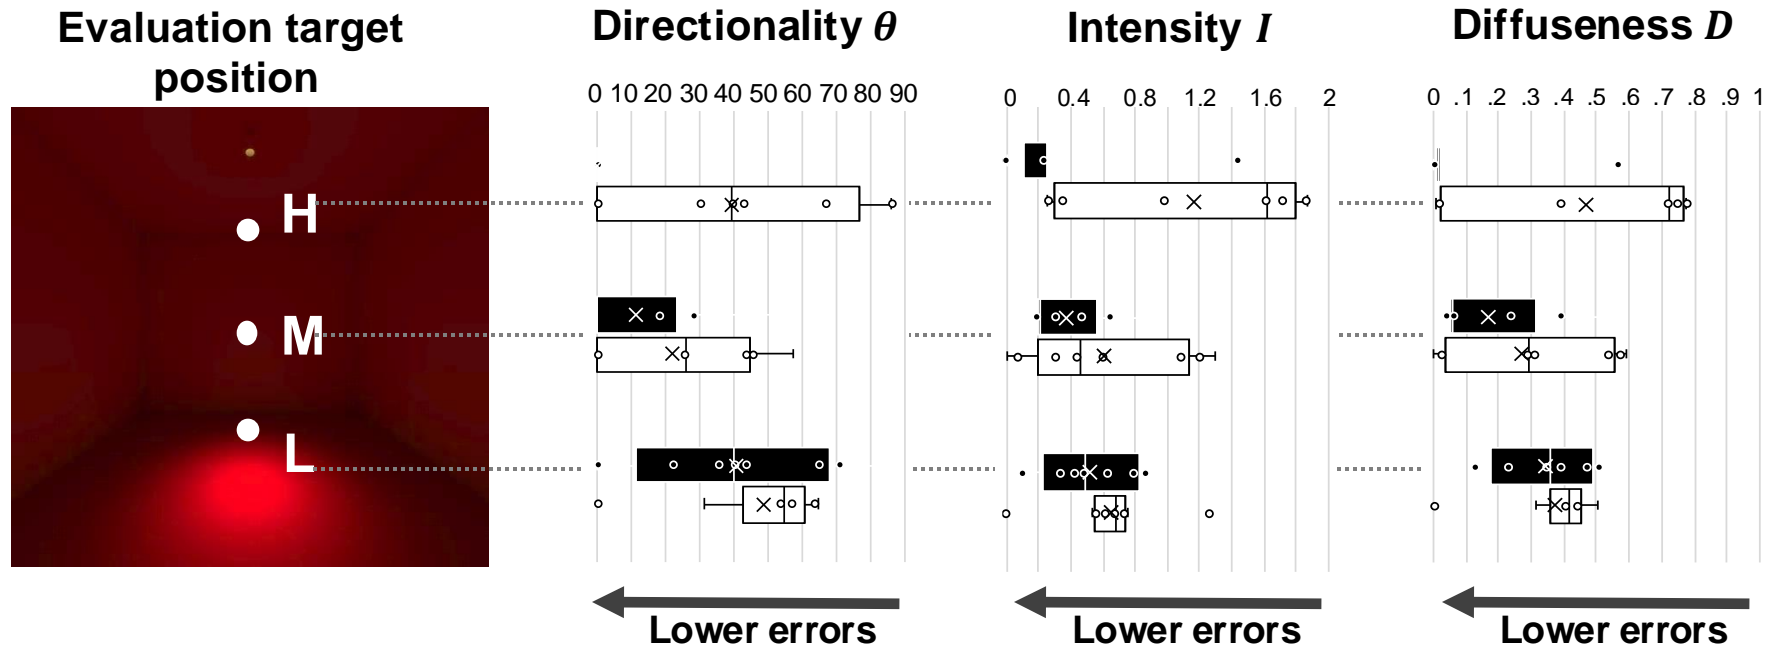 Evaluation target
position
Directionality θ
Intensity I
Diffuseness D
0 10 20 30 40 50 60 70 80 90
0 0.4 0.8 1.2 1.6 2
0 .1 .2 .3 .4 .5 .6 .7 .8 .9 1
H
M
L
Lower errors
Lower errors
Lower errors